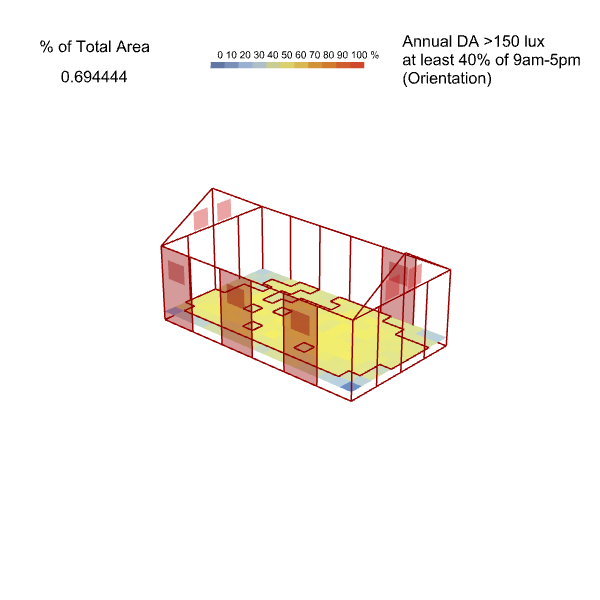 % of Total Area
0.694444
0 10 20 30 40 50 60 70 80 90 100 %
Annual DA >150 lux
at least 40% of 9am-5pm
(Orientation)